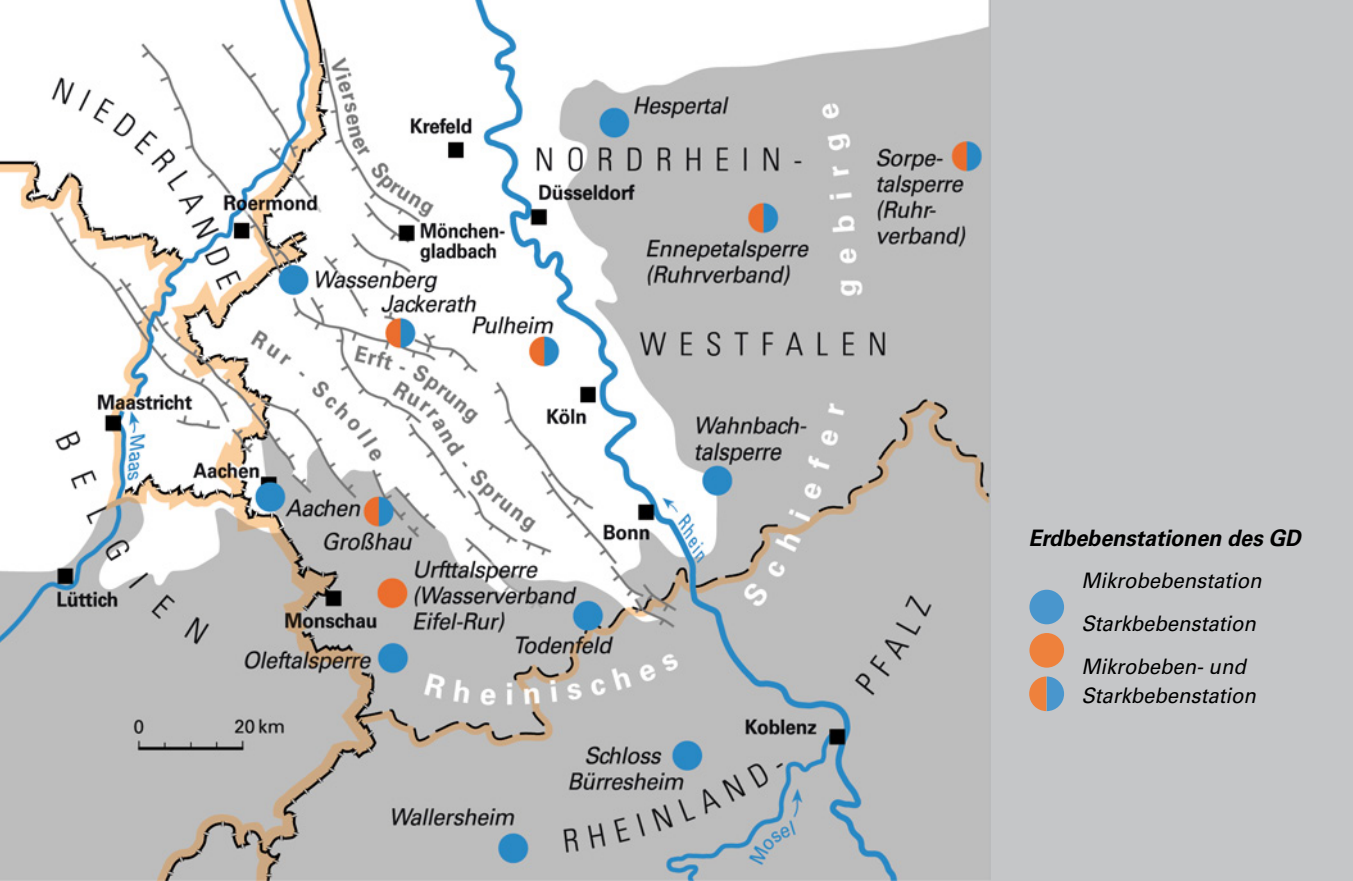 NIEDERLANDE
Viersener Sprung
Krefeld
Hespertal
NORDRHEIN-
WESTFALEN
Sorpe-
talsperre
(Ruhr-
verband)
Düsseldorf
Roermond
Mönchen-
gladbach
Ennepetalsperre
(Ruhrverband)
Wassenberg
Jackerath
Pulheim
Rur - Scholle
Erft - Sprung
Rurrand - Sprung
Köln
Maastricht
Maas
BELGIEN
Wahnbach-
talsperre
Aachen
Aachen
Großhau
Bonn
Rhein
Rheinisches
Schiefer
gebirge
Lüttich
Monschau
Urfttalsperre
(Wasserverband
Eifel-Rur)
Todenfeld
Oleftalsperre
0 20 km
Koblenz
Schloss
Bürresheim
Wallersheim
RHEINLAND-
PFALZ
Mosel
Erdbebenstationen des GD
Mikrobebenstation
Starkbebenstation
Mikrobeben- und
Starkbebenstation